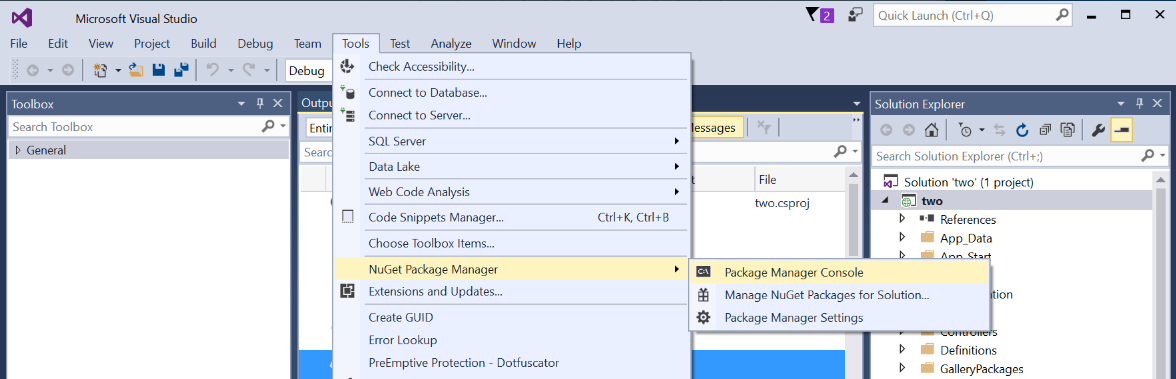 Microsoft Visual Studio
2
Quick Launch (Ctrl+Q)
File Edit View Project Build Debug Team Tools Test Analyze Window Help
Debug
Toolbox
Search Toolbox
General
Check Accessibility...
Connect to Database...
Connect to Server...
SQL Server
Data Lake
Web Code Analysis
Code Snippets Manager... Ctrl+K, Ctrl+B
Choose Toolbox Items...
NuGet Package Manager
Extensions and Updates...
Create GUID
Error Lookup
PreEmptive Protection - Dotfuscator
Package Manager Console
Manage NuGet Packages for Solution...
Package Manager Settings
Outpu
Entir
Sear
essages
t
File
two.csproj
Solution Explorer
Search Solution Explorer (Ctrl+;)
Solution 'two' (1 project)
two
References
App_Data
App_Start
ation
Controllers
Definitions
GalleryPackages